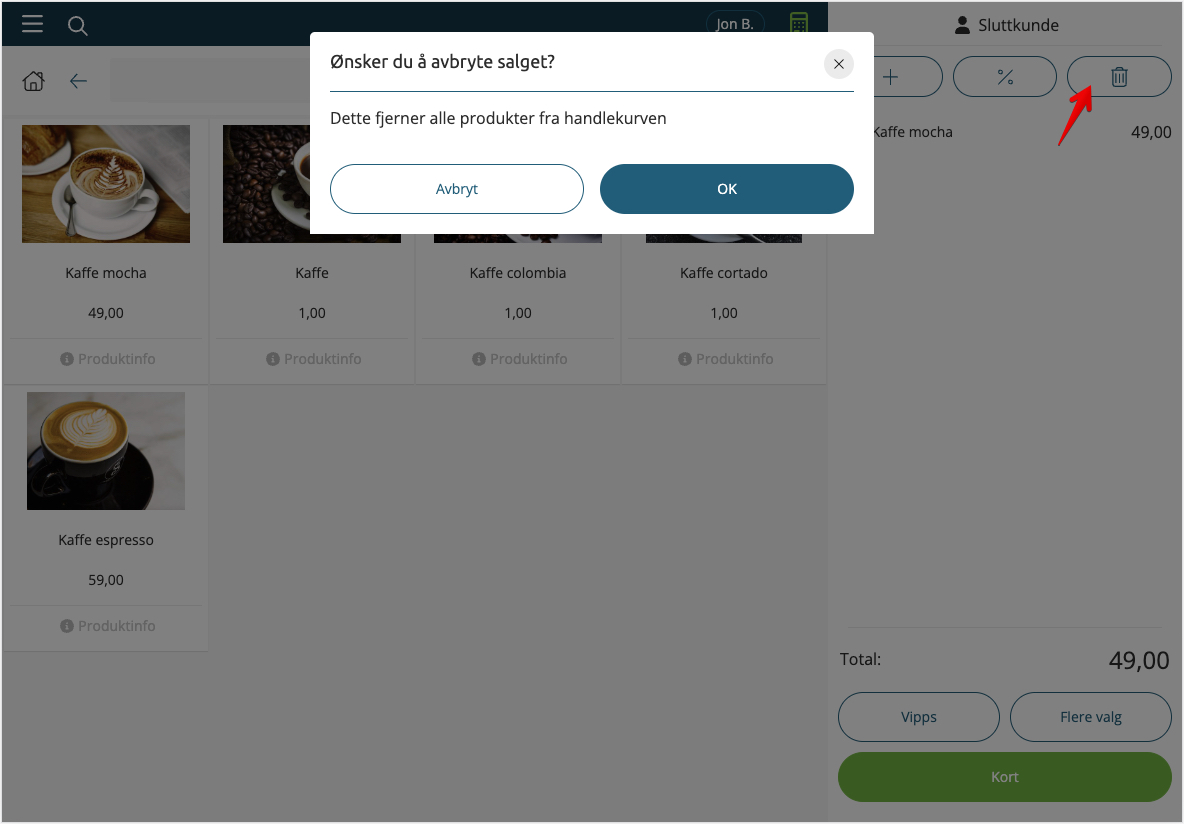 Jon B.
Sluttkunde
Ønsker du å avbryte salget?
Dette fjerner alle produkter fra handlekurven
Avbryt
OK
Kaffe mocha 49,00
Kaffe mocha
49,00
Produktinfo
Kaffe
1,00
Produktinfo
Kaffe colombia
1,00
Produktinfo
Kaffe cortado
1,00
Produktinfo
Kaffe espresso
59,00
Produktinfo
Total: 49,00
Vipps
Flere valg
Kort